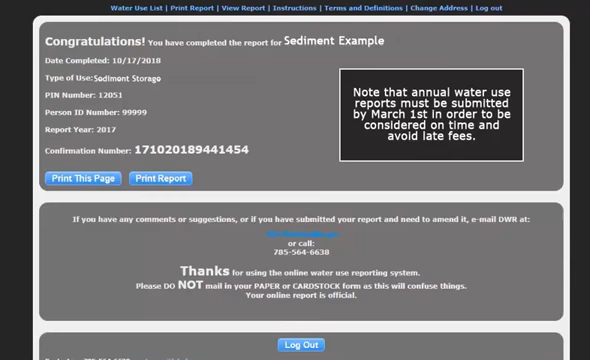 Water Use List | Print Report | View Report | Instructions | Terms and Definitions | Change Address | Log out
Congratulations! You have completed the report for Sediment Example
Date Completed: 10/17/2018
Type of Use: Sediment Storage
PIN Number: 12051
Person ID Number: 99999
Report Year: 2017
Confirmation Number: 171020189441454
Note that annual water use
reports must be submitted
by March 1st in order to be
considered on time and
avoid late fees.
Print This Page
Print Report
If you have any comments or suggestions, or if you have submitted your report and need to amend it, e-mail DWR at:
or call:
785-564-6638
Thanks for using the online water use reporting system.
Please DO NOT mail in your PAPER or CARDSTOCK form as this will confuse things.
Your online report is official.
Log Out